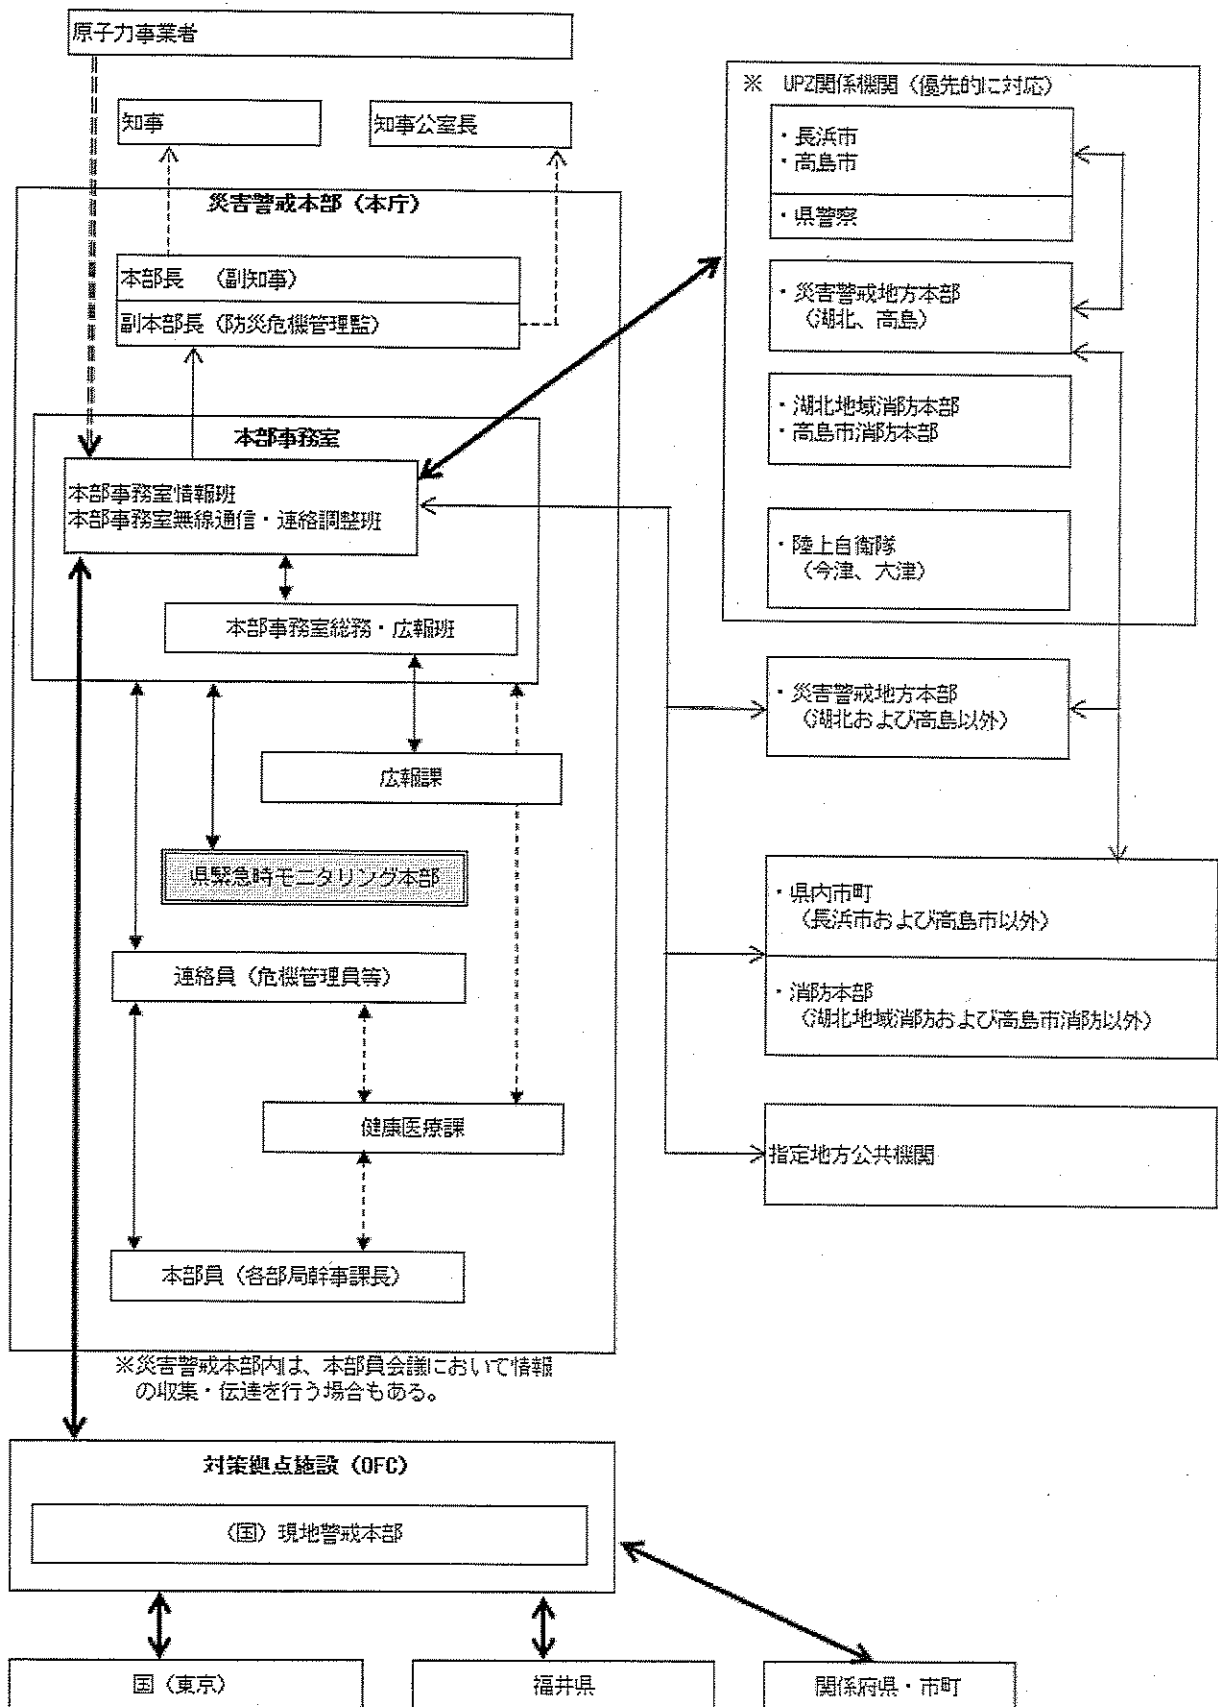 原子力事業者
知事
知事公室長
災害警戒本部（本庁）
本部長　（副知事）
副本部長（防災危機管理監）
本部事務室
本部事務室情報班
本部事務室無線通信・連絡調整班
本部事務室総務・広報班
広報課
県緊急時モニタリング本部
連絡員（危機管理員等）
健康医療課
本部員（各部局幹事課長）
※災害警戒本部内は、本部員会議において情報
の収集・伝達を行う場合もある。
※　UPZ関係機関（優先的に対応）
・長浜市
・高島市
・県警察
・災害警戒地方本部
（湖北、高島）
・湖北地域消防本部
・高島市消防本部
・陸上自衛隊
（今津、大津）
・災害警戒地方本部
（湖北および高島以外）
・県内市町
（長浜市および高島市以外）
・消防本部
（湖北地域消防および高島市消防以外）
指定地方公共機関
対策拠点施設（OFC）
（国）現地警戒本部
国（東京）
福井県
関係府県・市町